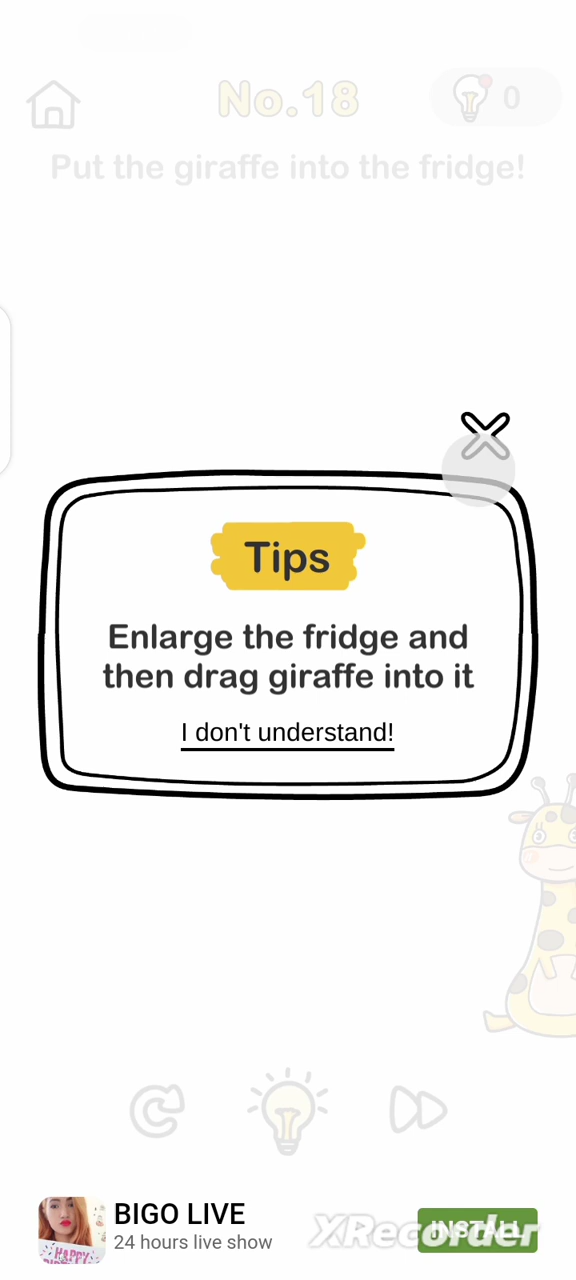 No.18
0
Put the giraffe into the fridge!
Tips
Enlarge the fridge and
then drag giraffe into it
I don't understand!
BIGO LIVE
24 hours live show
INSTALL
XRecorder